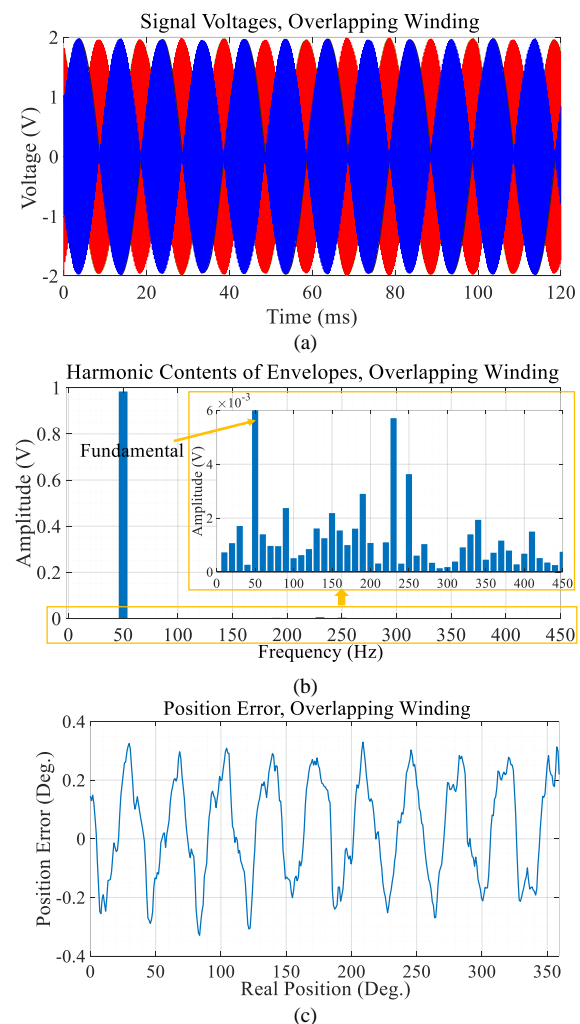 Signal Voltages, Overlapping Winding
2
1
0
-1
-2
Voltage (V)
0 20 40 60 80 100 120
Time (ms)
(a)
Harmonic Contents of Envelopes, Overlapping Winding
1
0.8
0.6
0.4
0.2
0
Amplitude (V)
Fundamental
×10⁻³
6
4
2
0
Amplitude (V)
0 50 100 150 200 250 300 350 400 450
0 50 100 150 200 250 300 350 400 450
Frequency (Hz)
(b)
Position Error, Overlapping Winding
0.4
0.2
0
-0.2
-0.4
Position Error (Deg.)
0 50 100 150 200 250 300 350
Real Position (Deg.)
(c)